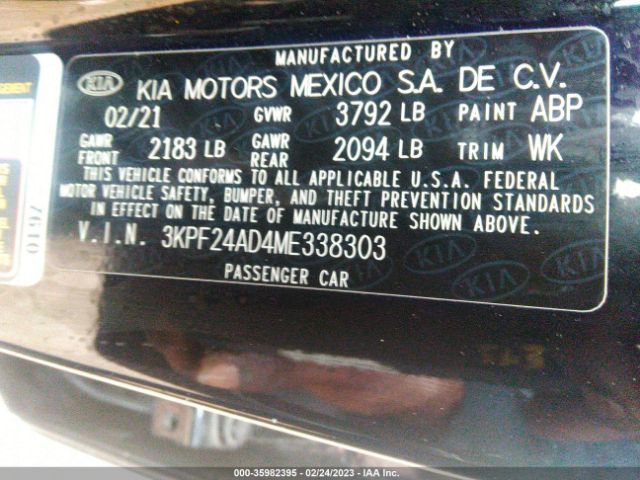 MANUFACTURED BY
KIA KIA MOTORS MEXICO S.A. DE C.V.
02/21 GVWR 3792 LB PAINT ABP
GAWR FRONT 2183 LB GAWR REAR 2094 LB TRIM WK
THIS VEHICLE CONFORMS TO ALL APPLICABLE U.S.A. FEDERAL
MOTOR VEHICLE SAFETY, BUMPER, AND THEFT PREVENTION STANDARDS
IN EFFECT ON THE DATE OF MANUFACTURE SHOWN ABOVE.
V.I.N. 3KPF24AD4ME338303
PASSENGER CAR
000-35982395 - 02/24/2023 - IAA Inc.